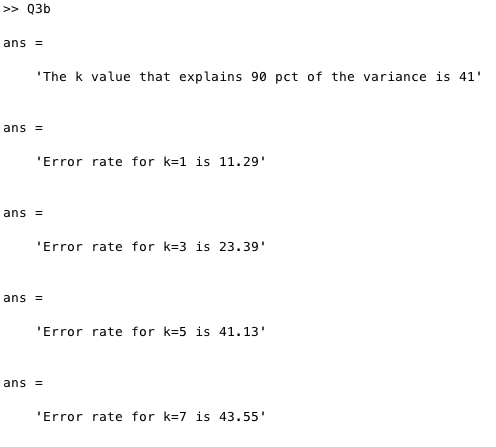 >> Q3b
ans =
'The k value that explains 90 pct of the variance is 41'
ans =
'Error rate for k=1 is 11.29'
ans =
'Error rate for k=3 is 23.39'
ans =
'Error rate for k=5 is 41.13'
ans =
'Error rate for k=7 is 43.55'